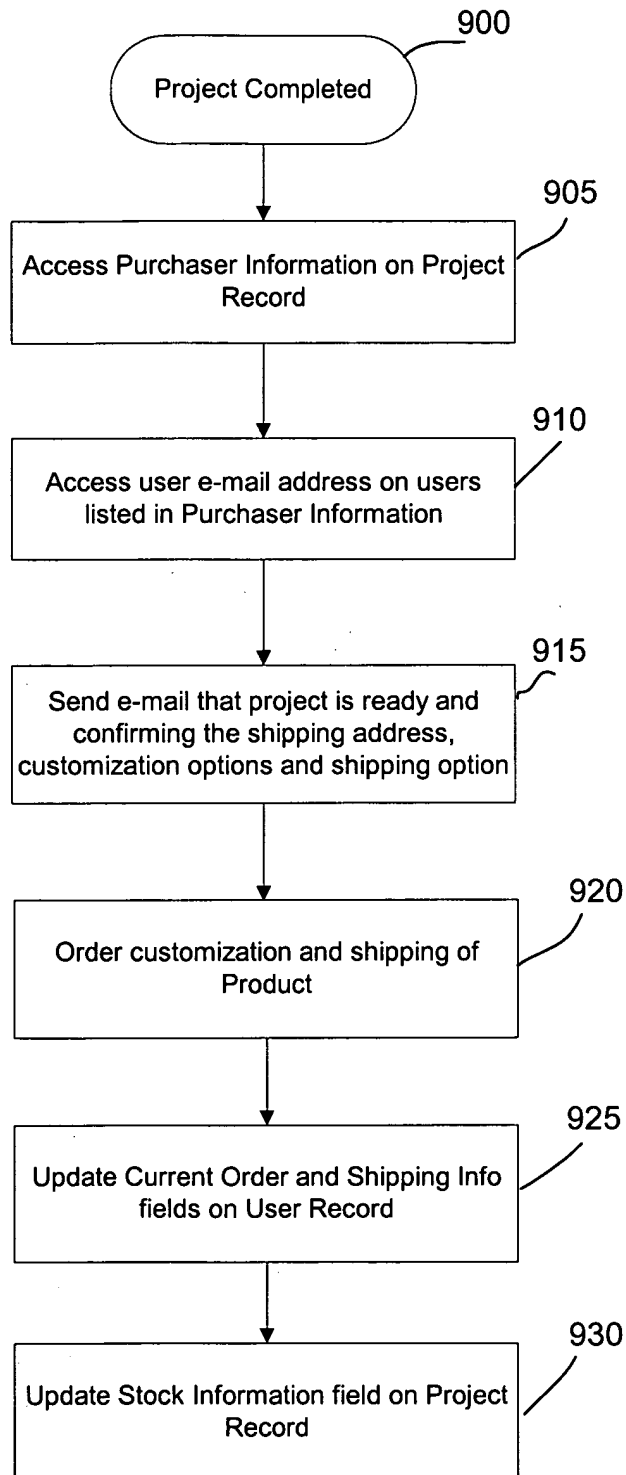 900
Project Completed
905
Access Purchaser Information on Project
Record
910
Access user e-mail address on users
listed in Purchaser Information
915
Send e-mail that project is ready and
confirming the shipping address,
customization options and shipping option
920
Order customization and shipping of
Product
925
Update Current Order and Shipping Info
fields on User Record
930
Update Stock Information field on Project
Record